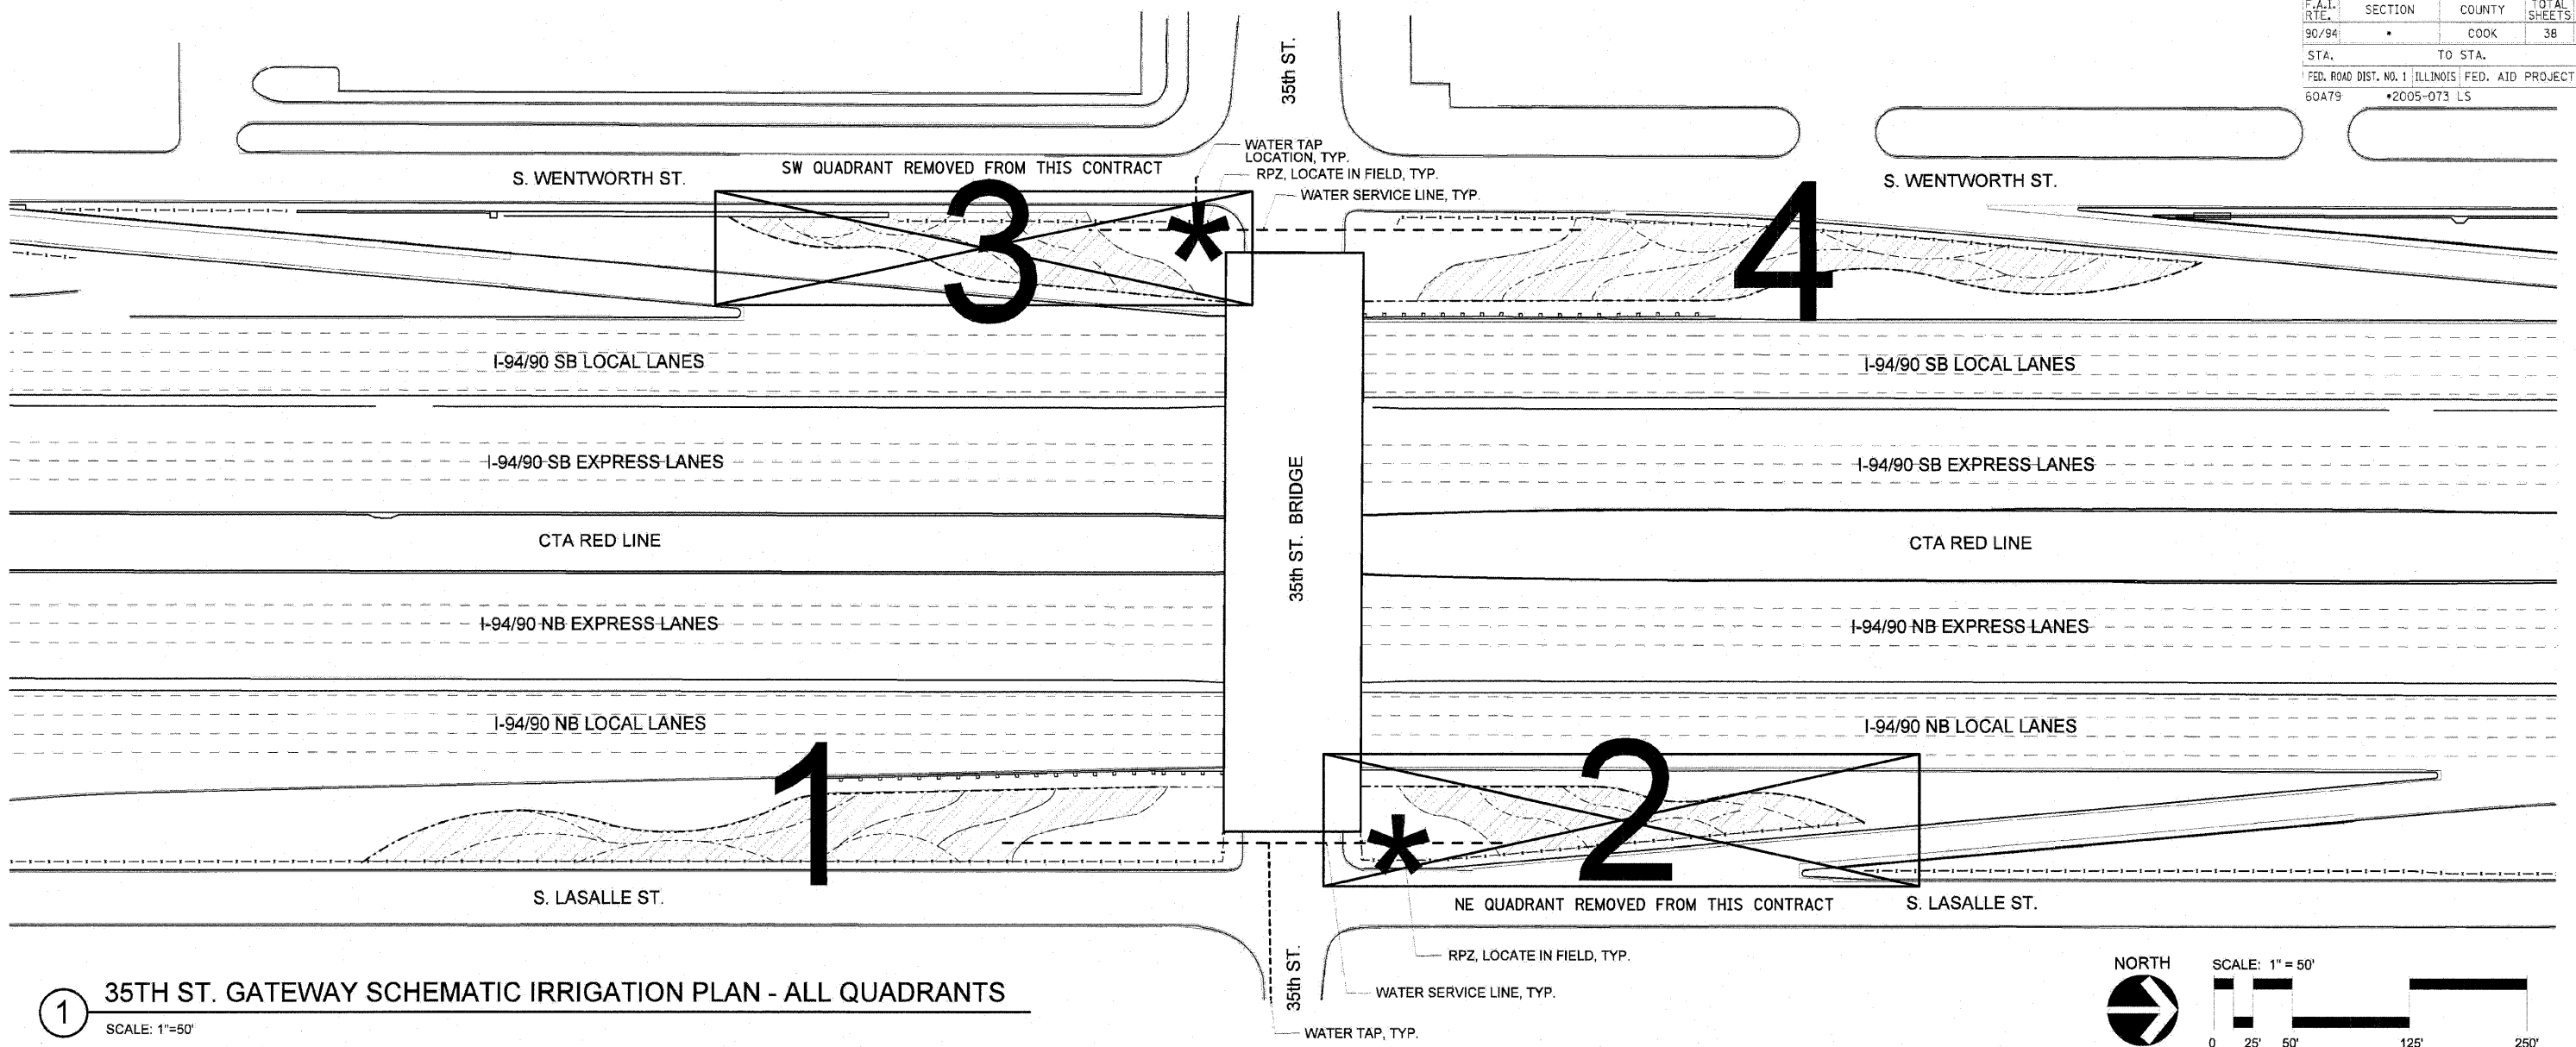 F.A.I. RTE. SECTION COUNTY TOTAL SHEETS
90/94 * COOK 38
STA. TO STA.
FED. ROAD DIST. NO. 1 ILLINOIS FED. AID PROJECT
60A79 *2005-073 LS
35th ST.
WATER TAP
LOCATION, TYP.
RPZ, LOCATE IN FIELD, TYP.
WATER SERVICE LINE, TYP.
SW QUADRANT REMOVED FROM THIS CONTRACT
S. WENTWORTH ST.
S. WENTWORTH ST.
3
*
4
I-94/90 SB LOCAL LANES
I-94/90 SB LOCAL LANES
I-94/90 SB EXPRESS LANES
I-94/90 SB EXPRESS LANES
35th ST. BRIDGE
CTA RED LINE
CTA RED LINE
I-94/90 NB EXPRESS LANES
I-94/90 NB EXPRESS LANES
I-94/90 NB LOCAL LANES
I-94/90 NB LOCAL LANES
1
*
2
S. LASALLE ST.
NE QUADRANT REMOVED FROM THIS CONTRACT
S. LASALLE ST.
35th ST.
RPZ, LOCATE IN FIELD, TYP.
WATER SERVICE LINE, TYP.
WATER TAP, TYP.
1
35TH ST. GATEWAY SCHEMATIC IRRIGATION PLAN - ALL QUADRANTS
SCALE: 1"=50'
NORTH
SCALE: 1" = 50'
0 25' 50' 125' 250'